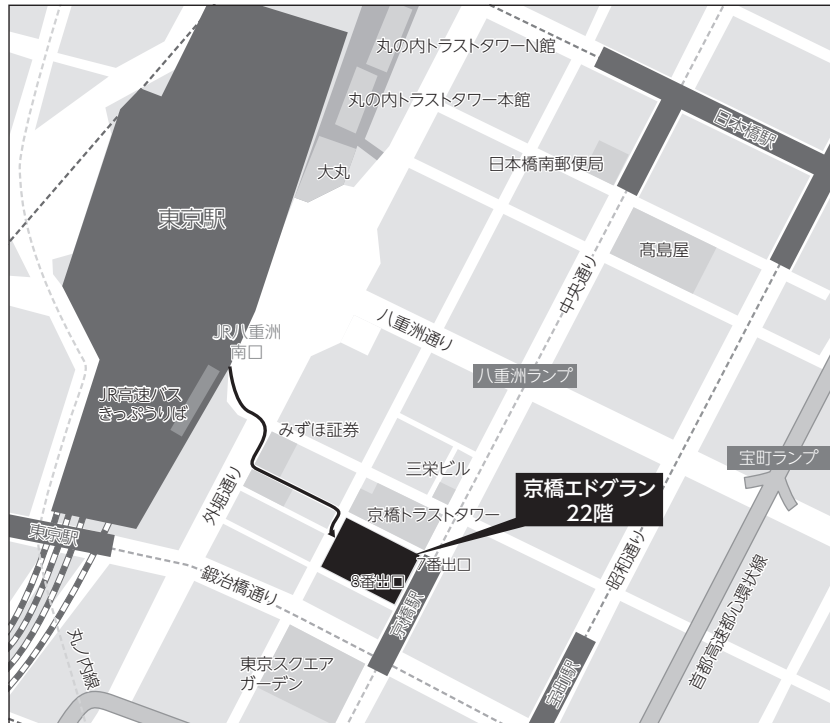 丸の内トラストタワーN館
丸の内トラストタワー本館
日本橋駅
大丸
日本橋南郵便局
東京駅
髙島屋
中央通り
八重洲通り
JR八重洲
南口
八重洲ランプ
JR高速バス
きっぷうりば
みずほ証券
三栄ビル
宝町ランプ
外堀通り
京橋エドグラン
22階
京橋トラストタワー
東京駅
7番出口
8番出口
昭和通り
鍛冶橋通り
京橋駅
首都高速都心環状線
丸ノ内線
東京スクエア
ガーデン
宝町駅